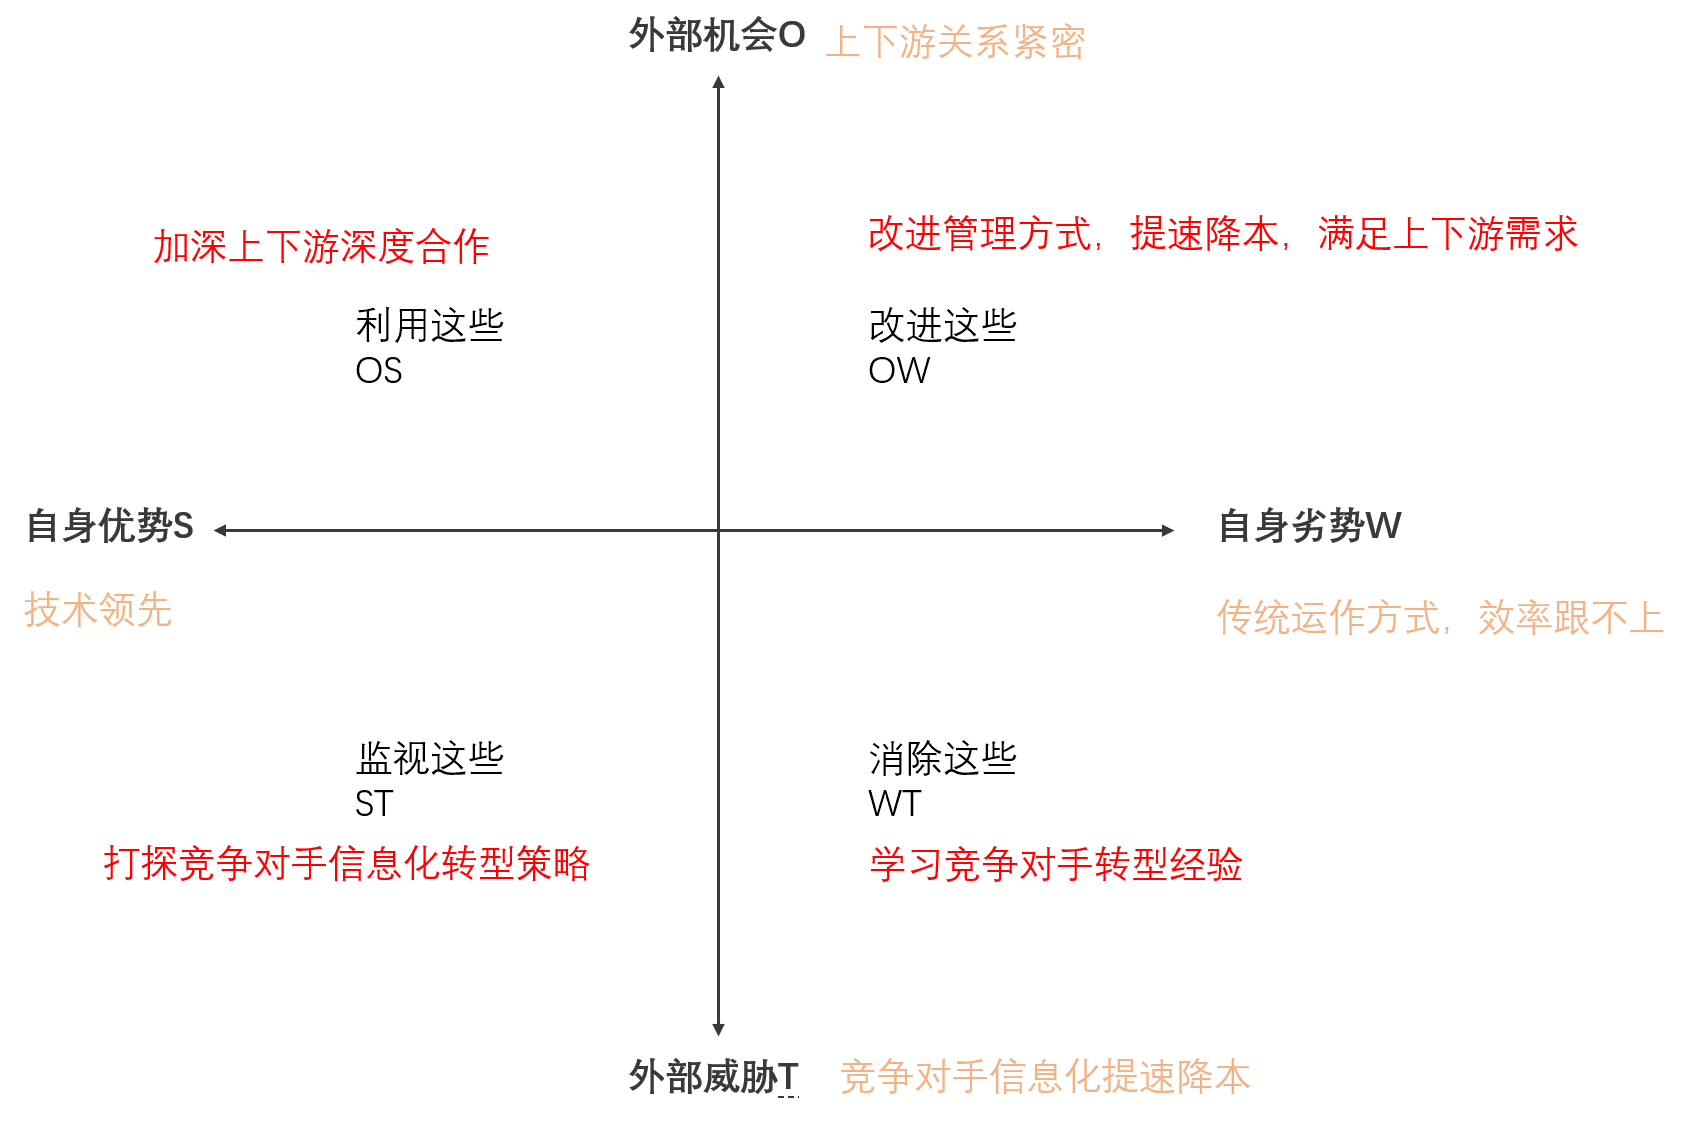 外部机会O 上下游关系紧密
加深上下游深度合作
改进管理方式，提速降本，满足上下游需求
利用这些
OS
改进这些
OW
自身优势S
自身劣势W
技术领先
传统运作方式，效率跟不上
监视这些
ST
消除这些
WT
打探竞争对手信息化转型策略
学习竞争对手转型经验
外部威胁T 竞争对手信息化提速降本